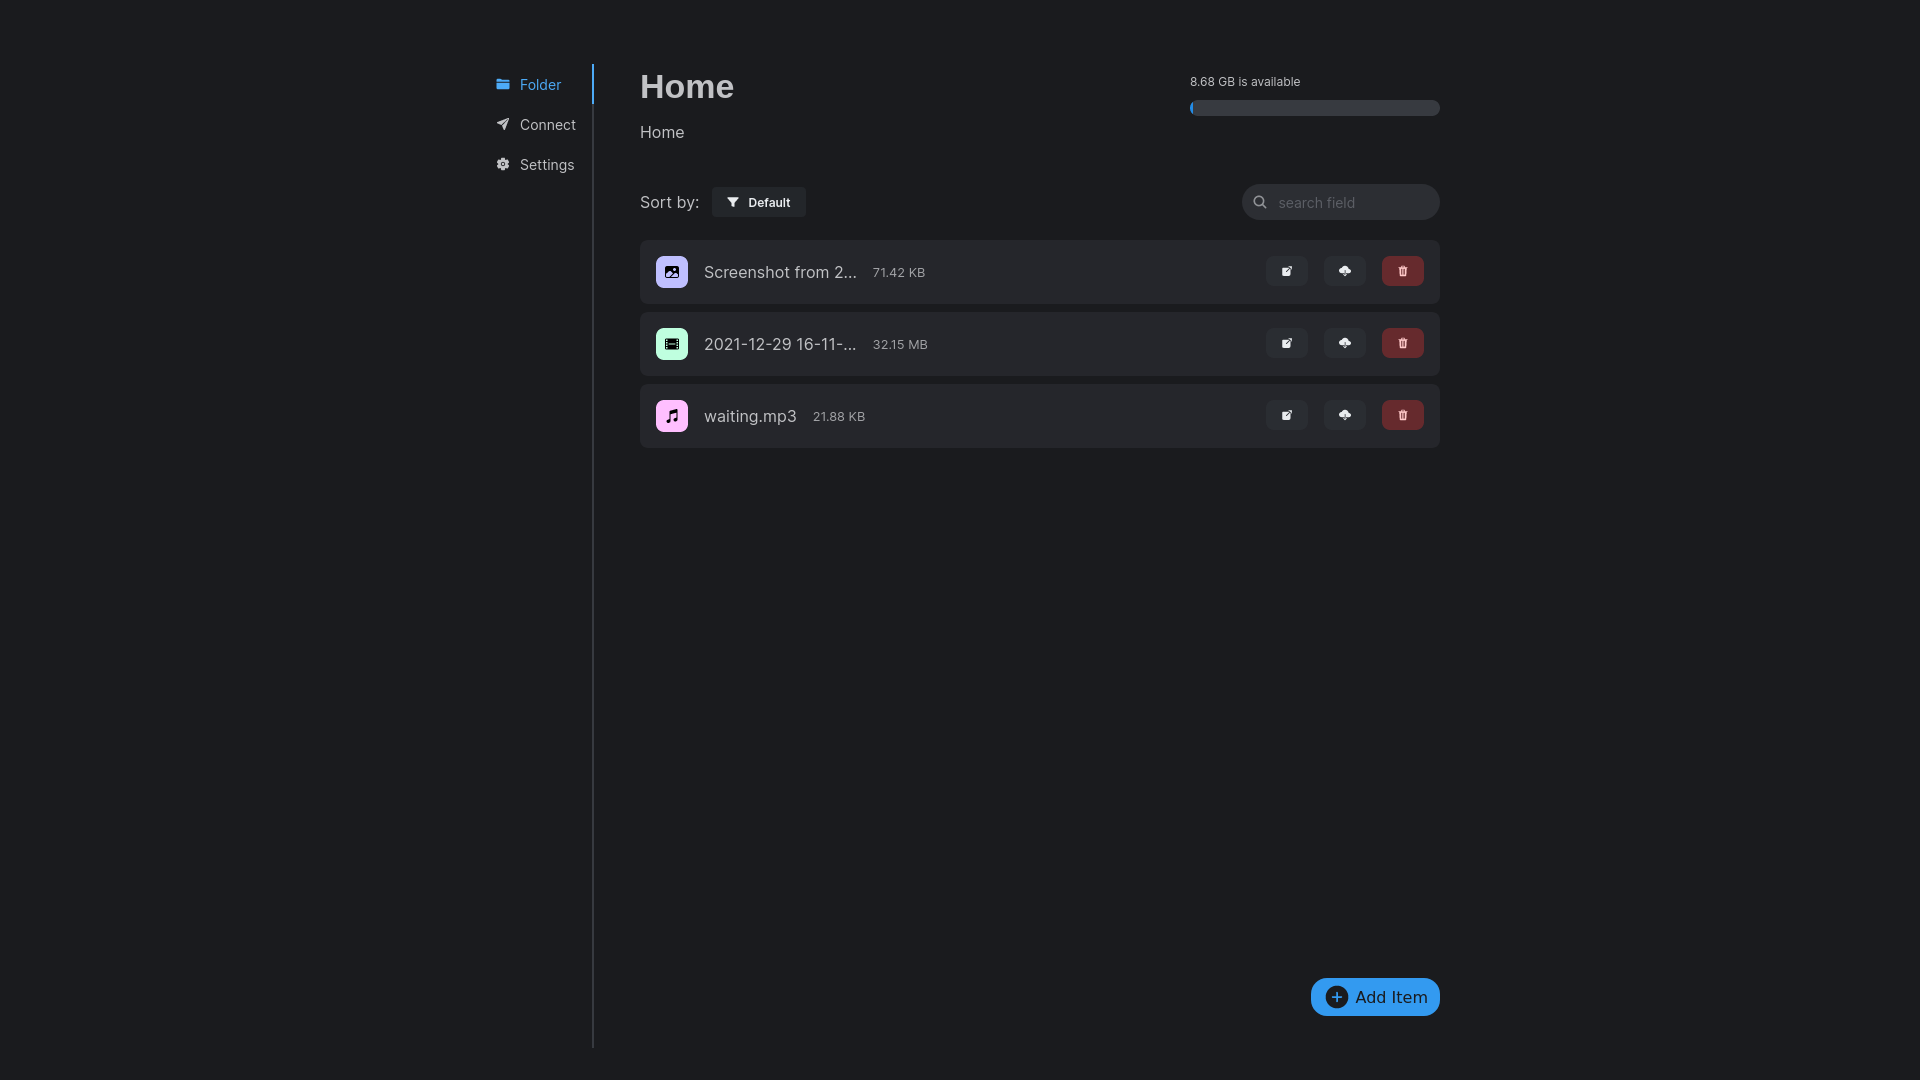 Folder
Connect
Settings
Home
8.68 GB is available
Home
Sort by: Default
search field
Screenshot from 2... 71.42 KB
2021-12-29 16-11-... 32.15 MB
waiting.mp3 21.88 KB
Add Item